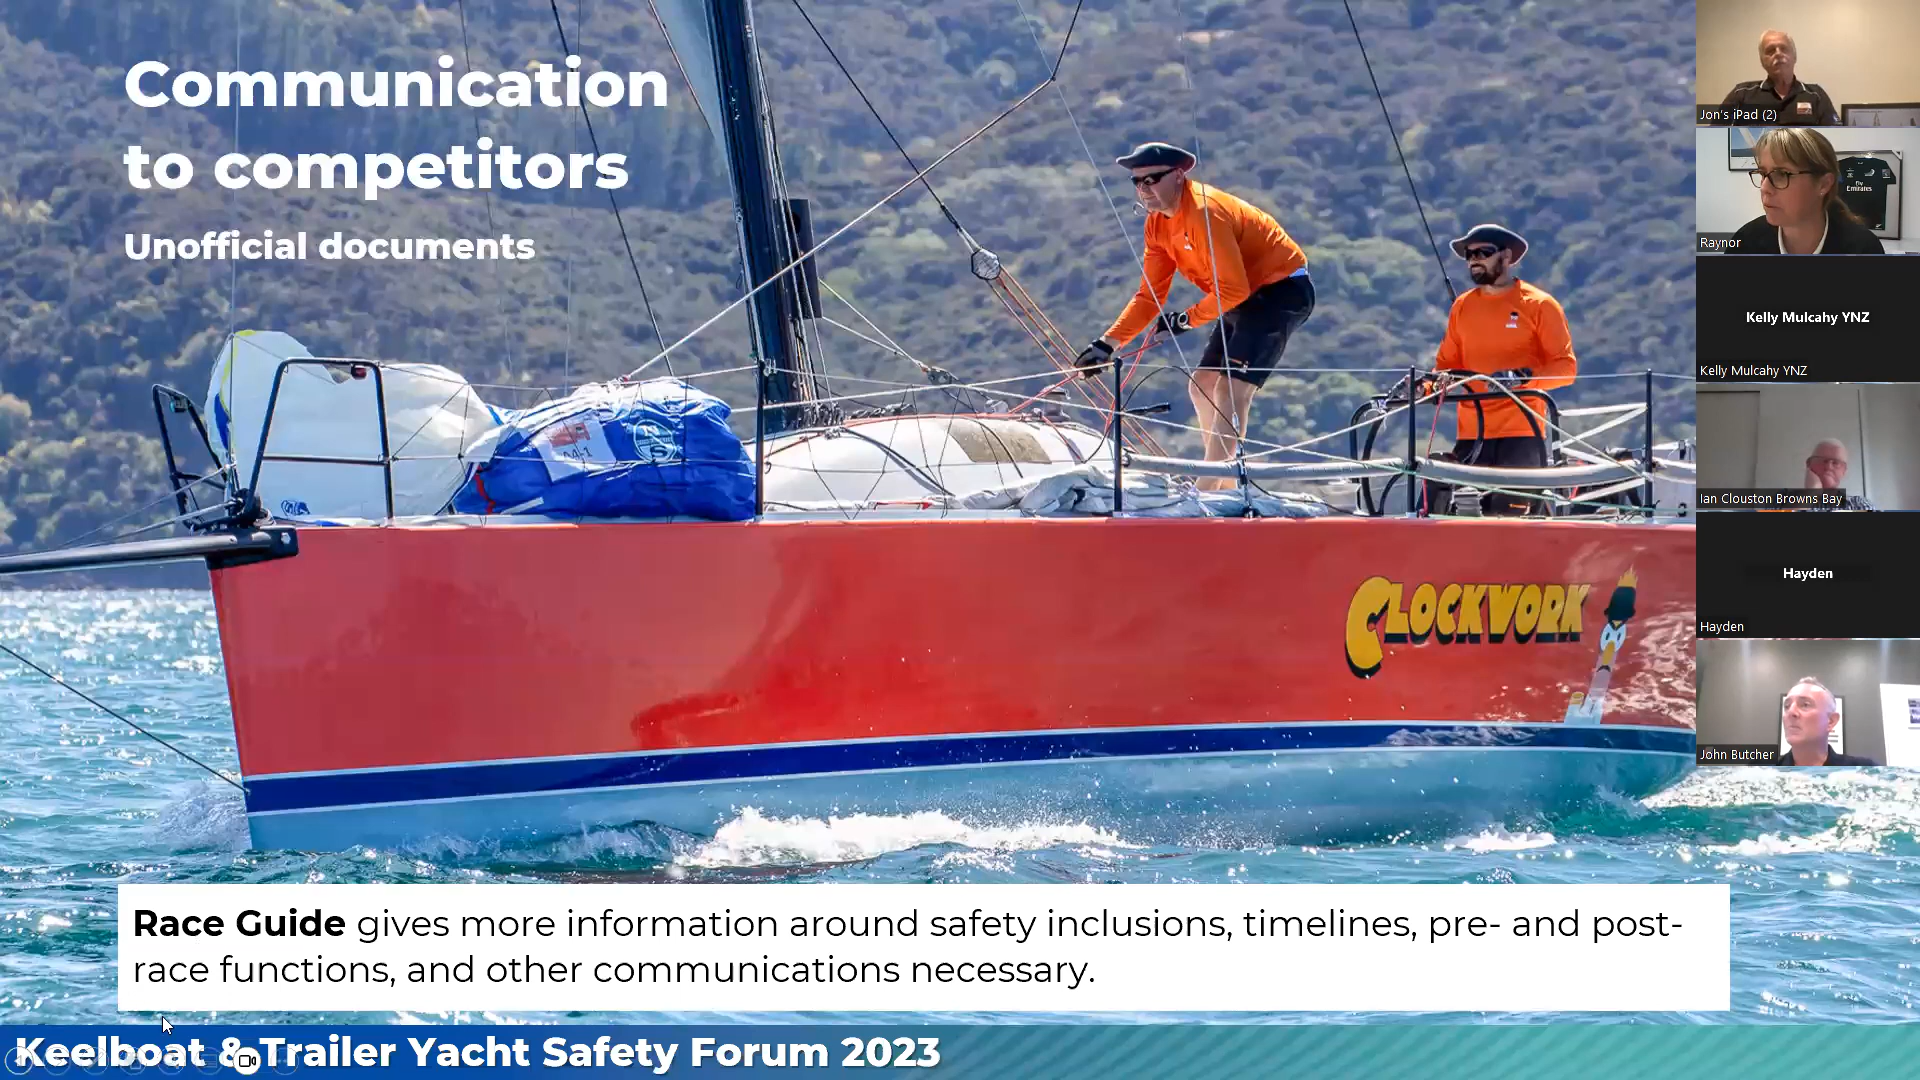 Communication
to competitors
Unofficial documents
CLOCKWORK
Race Guide gives more information around safety inclusions, timelines, pre- and post-
race functions, and other communications necessary.
Keelboat & Trailer Yacht Safety Forum 2023
Jon's iPad (2)
Fly
Emirates
Raynor
Kelly Mulcahy YNZ
Kelly Mulcahy YNZ
Ian Clouston Browns Bay
Hayden
Hayden
John Butcher